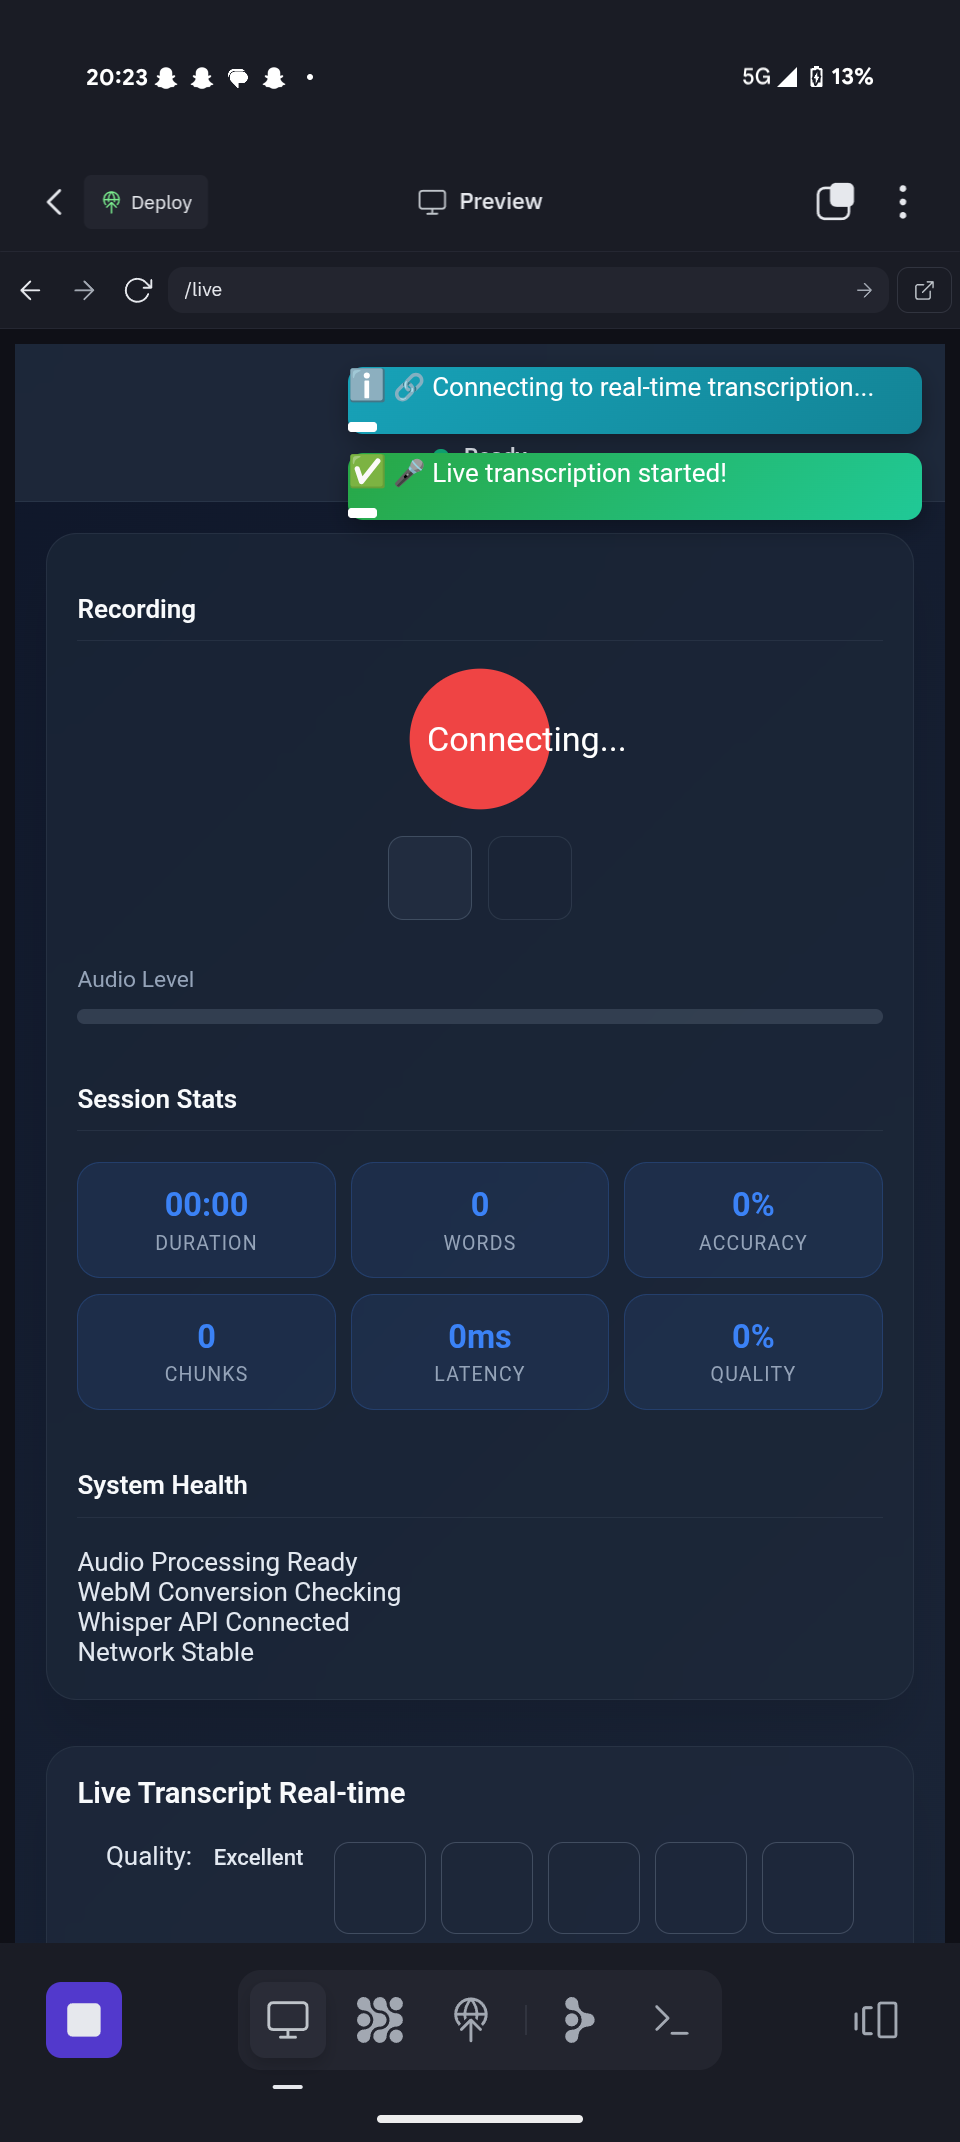 20:23
5G 13%
Deploy
Preview
/live
🔗 Connecting to real-time transcription...
Ready
🎤 Live transcription started!
Recording
Connecting...
Audio Level
Session Stats
00:00
DURATION
0
WORDS
0%
ACCURACY
0
CHUNKS
0ms
LATENCY
0%
QUALITY
System Health
Audio Processing Ready
WebM Conversion Checking
Whisper API Connected
Network Stable
Live Transcript Real-time
Quality: Excellent